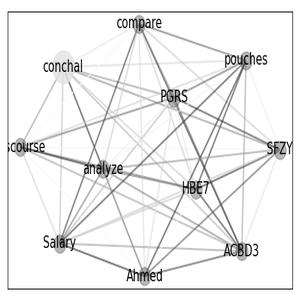 compare
conchal
pouches
PGRS
scourse
SFZY
analyze
HBE7
Salary
ACBD3
Ahmed